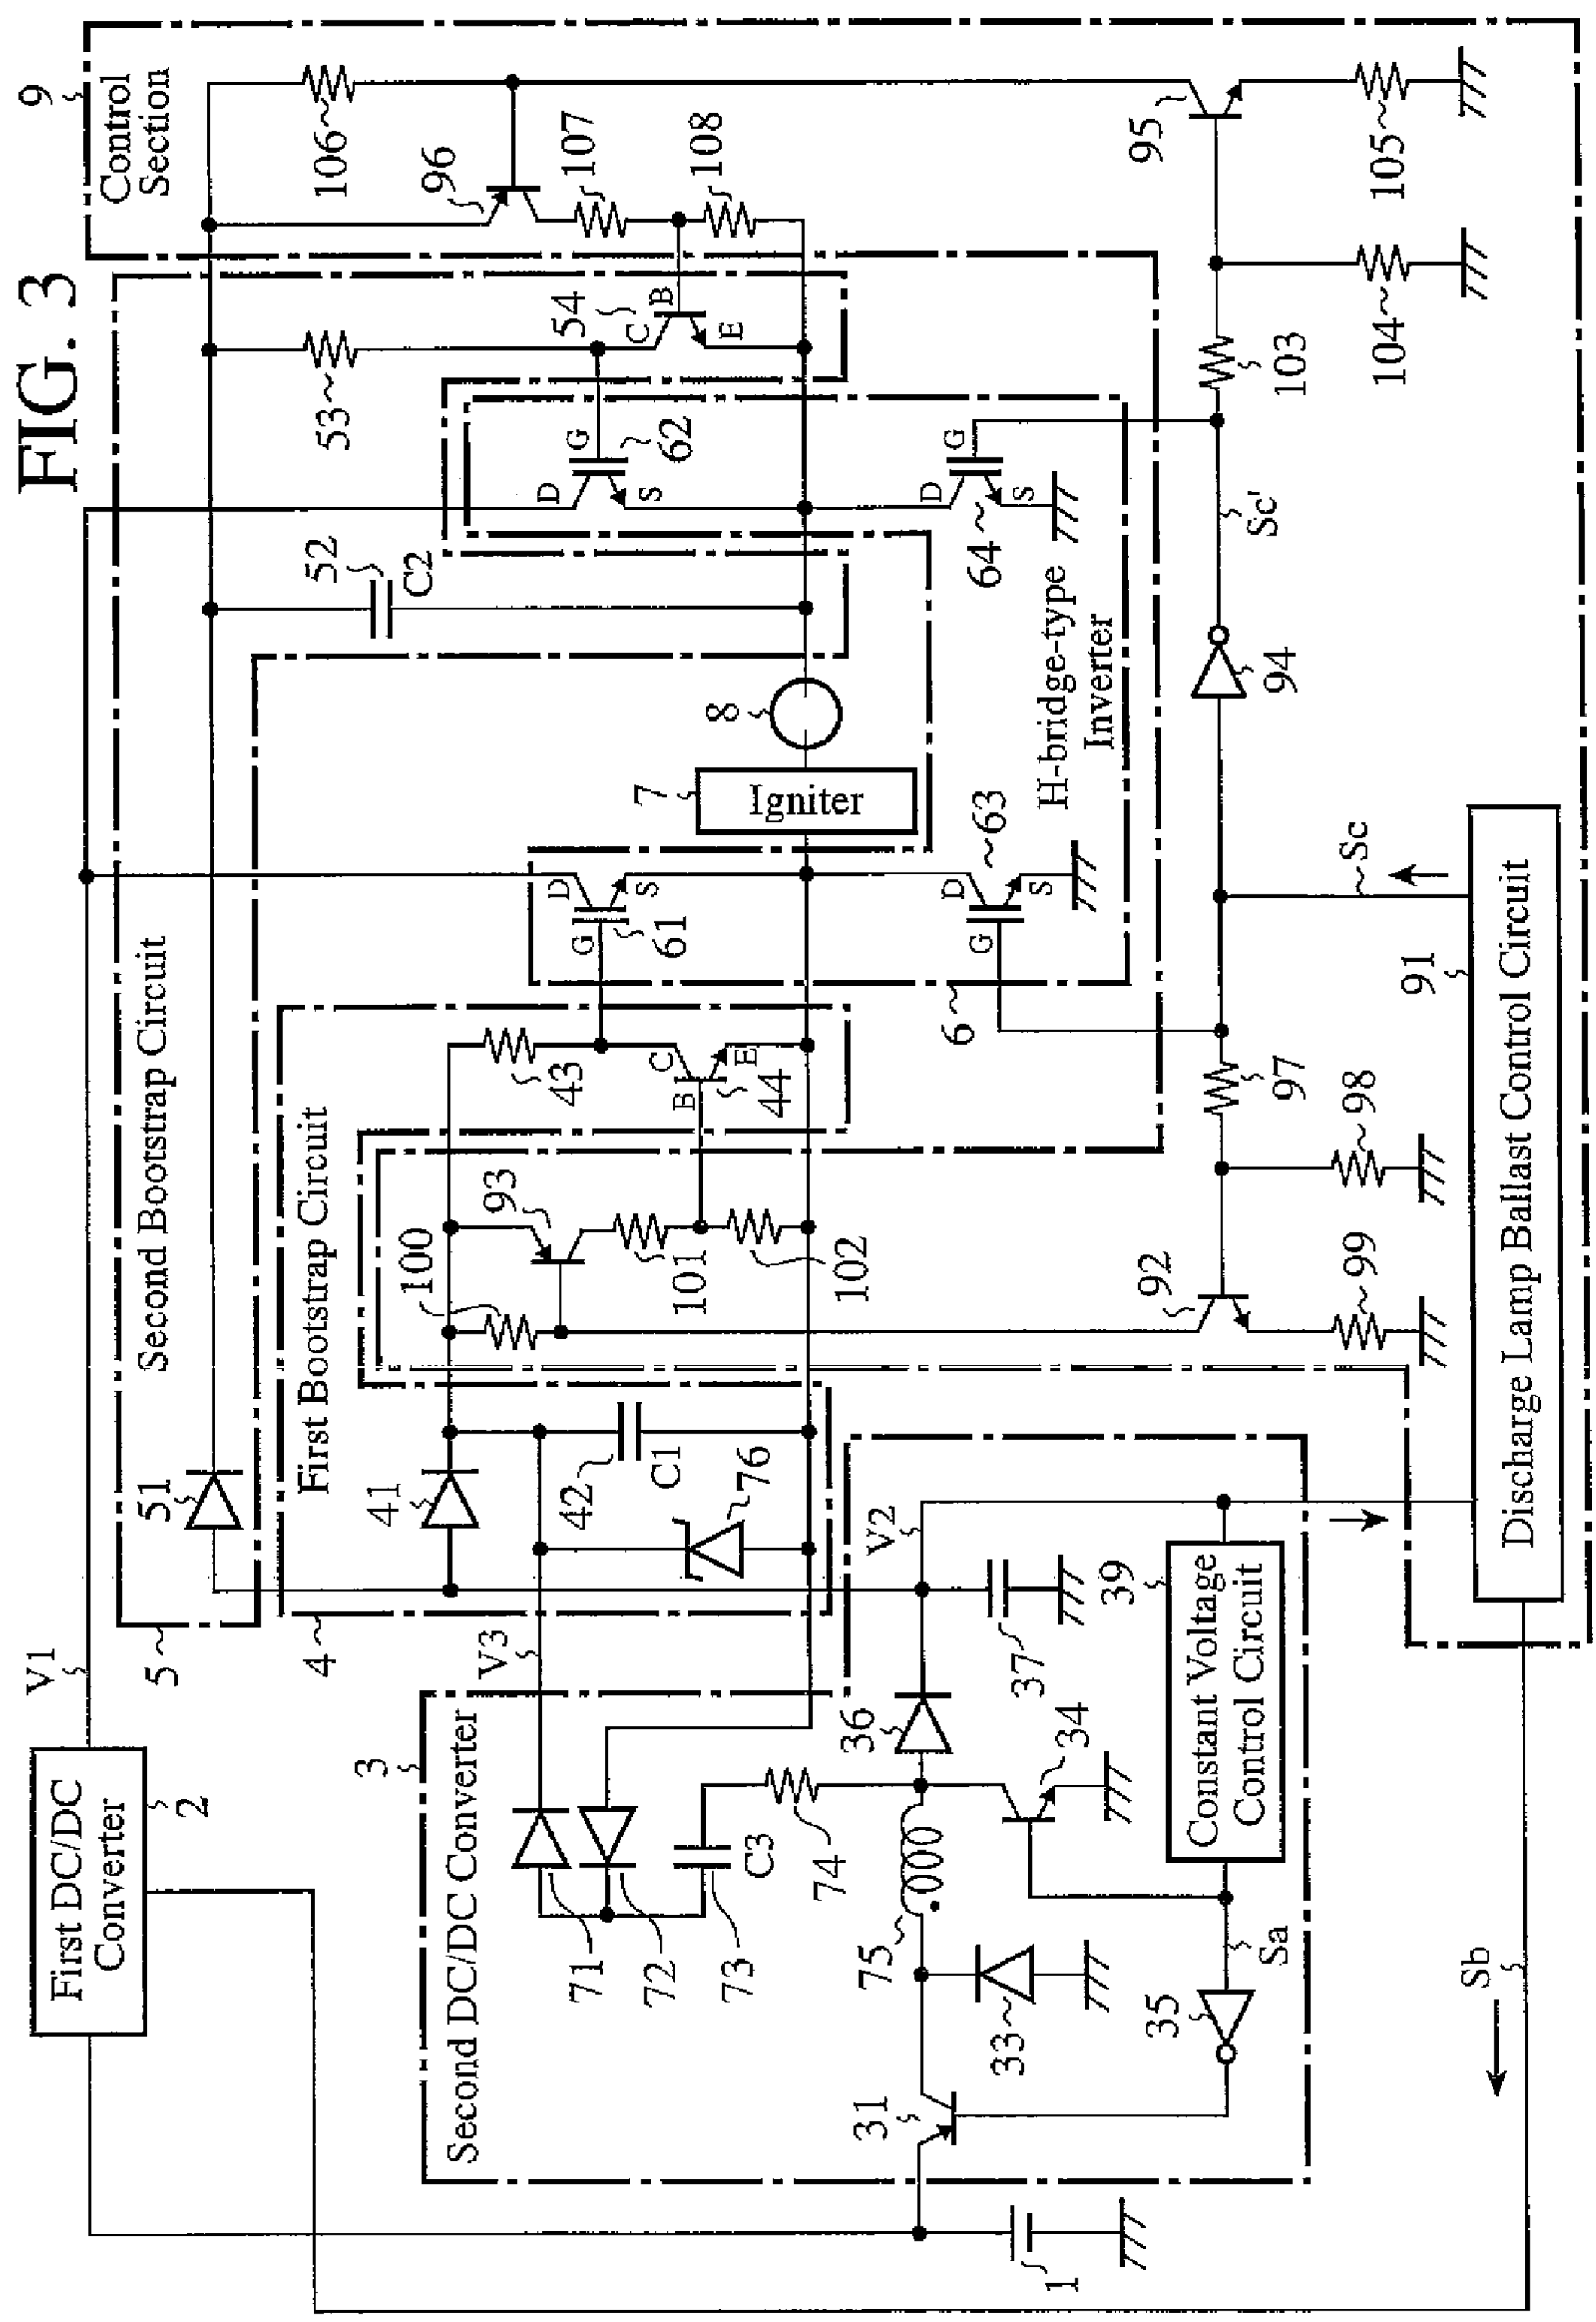 FIG. 3
9
Control
Section
106
96
107
108
95
105
104
103
53
54
C
B
E
D
G
S
62
D
G
S
64
Sc'
52
C2
8
7
Igniter
H-bridge-type
Inverter
94
Second Bootstrap Circuit
D
G
S
61
D
G
S
63
6
Sc
91
Discharge Lamp Ballast Control Circuit
First Bootstrap Circuit
43
C
B
E
44
97
98
93
100
101
102
92
99
51
5
41
42
C1
76
4
V1
V2
V3
First DC/DC
Converter
2
3
Second DC/DC Converter
71
72
73
C3
74
75
36
37
34
39
Constant Voltage
Control Circuit
33
35
Sa
31
1
Sb